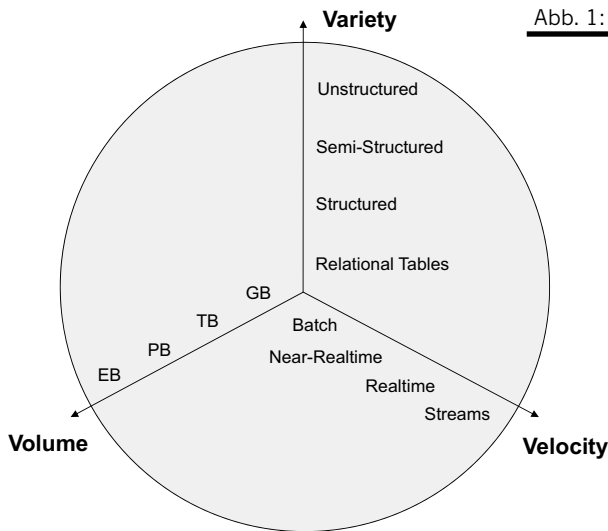 Abb. 1:
Variety
Unstructured
Semi-Structured
Structured
Relational Tables
GB
TB
PB
EB
Batch
Near-Realtime
Realtime
Streams
Volume
Velocity